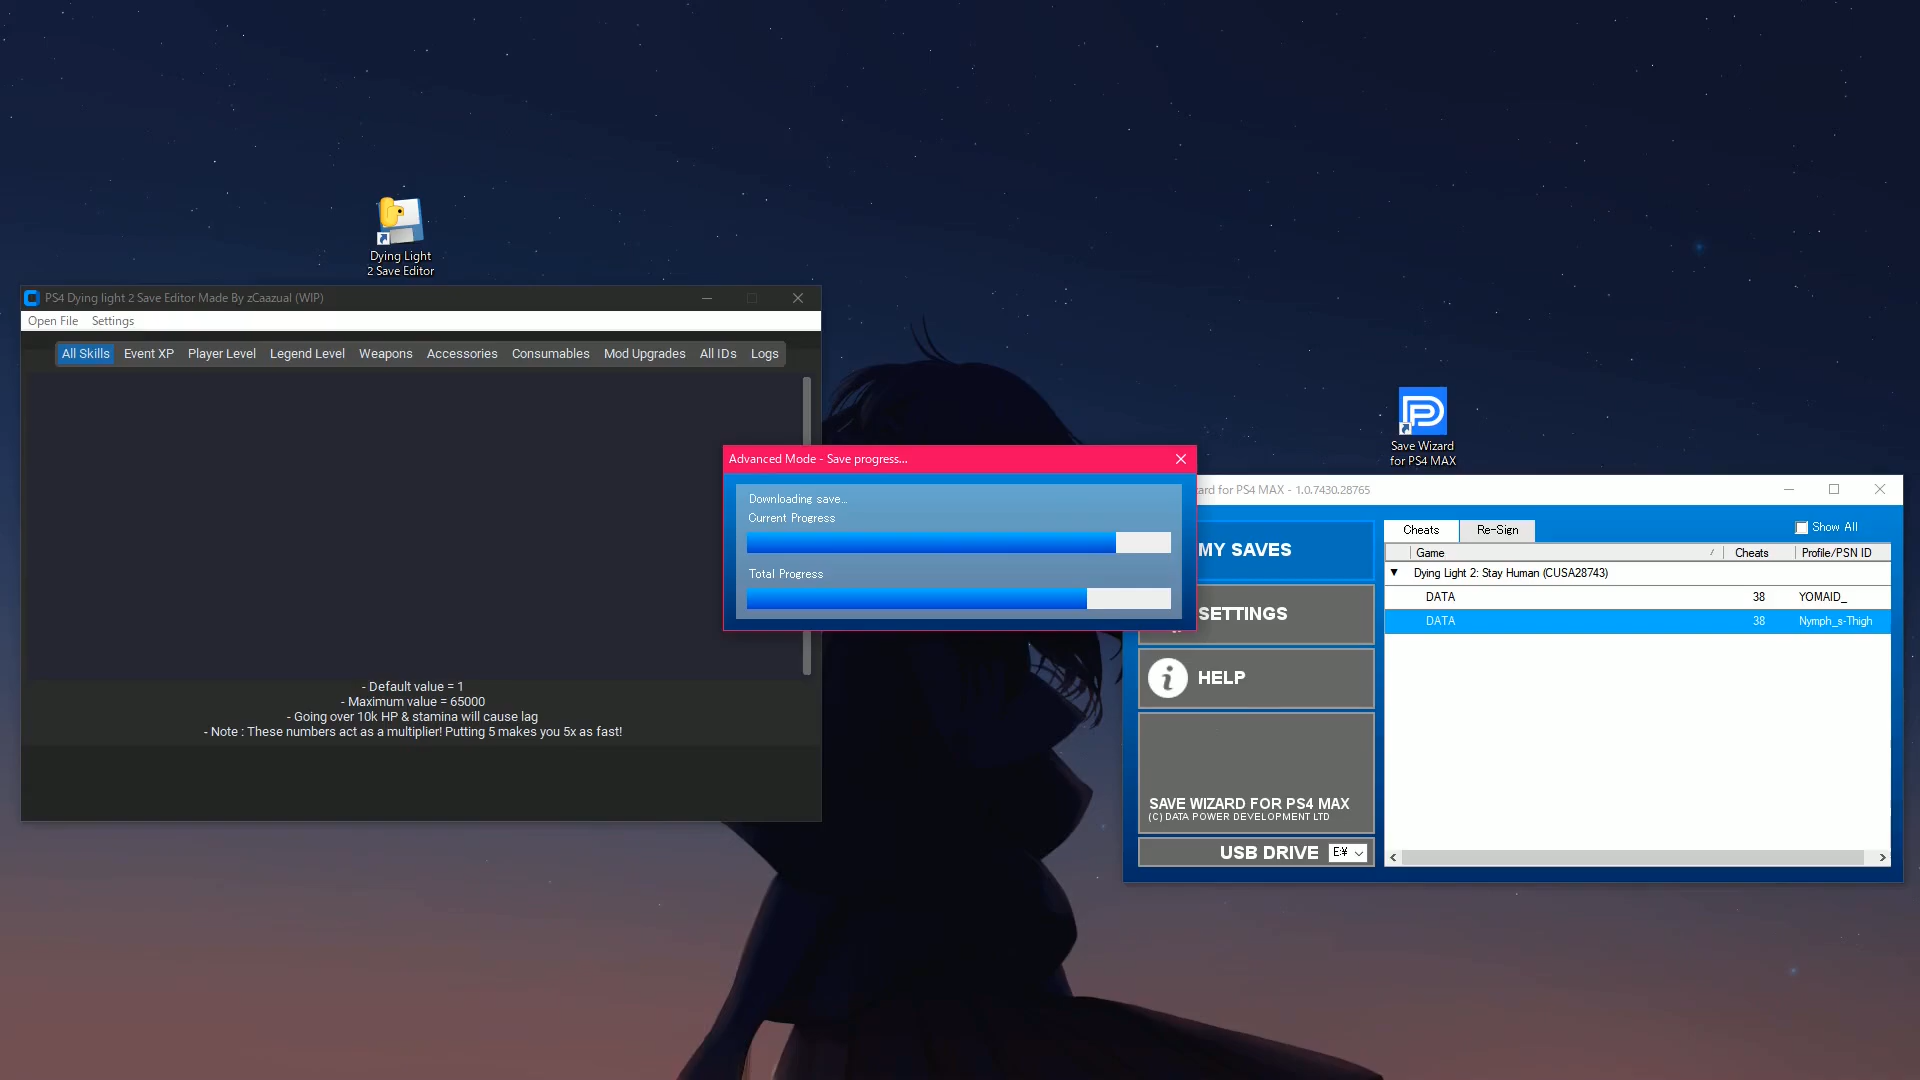 Dying Light
2 Save Editor
PS4 Dying light 2 Save Editor Made By zCaazual (WIP)
Open File Settings
All Skills Event XP Player Level Legend Level Weapons Accessories Consumables Mod Upgrades All IDs Logs
- Default value = 1
- Maximum value = 65000
- Going over 10k HP & stamina will cause lag
- Note : These numbers act as a multiplier! Putting 5 makes you 5x as fast!
Advanced Mode - Save progress...
Downloading save...
Current Progress
Total Progress
Save Wizard
for PS4 MAX
for PS4 MAX - 1.0.7430.28765
MY SAVES
SETTINGS
HELP
SAVE WIZARD FOR PS4 MAX
(C) DATA POWER DEVELOPMENT LTD
USB DRIVE E:¥
Cheats Re-Sign Show All
Game Cheats Profile/PSN ID
Dying Light 2: Stay Human (CUSA28743)
DATA 38 YOMAID_
DATA 38 Nymph_s-Thigh